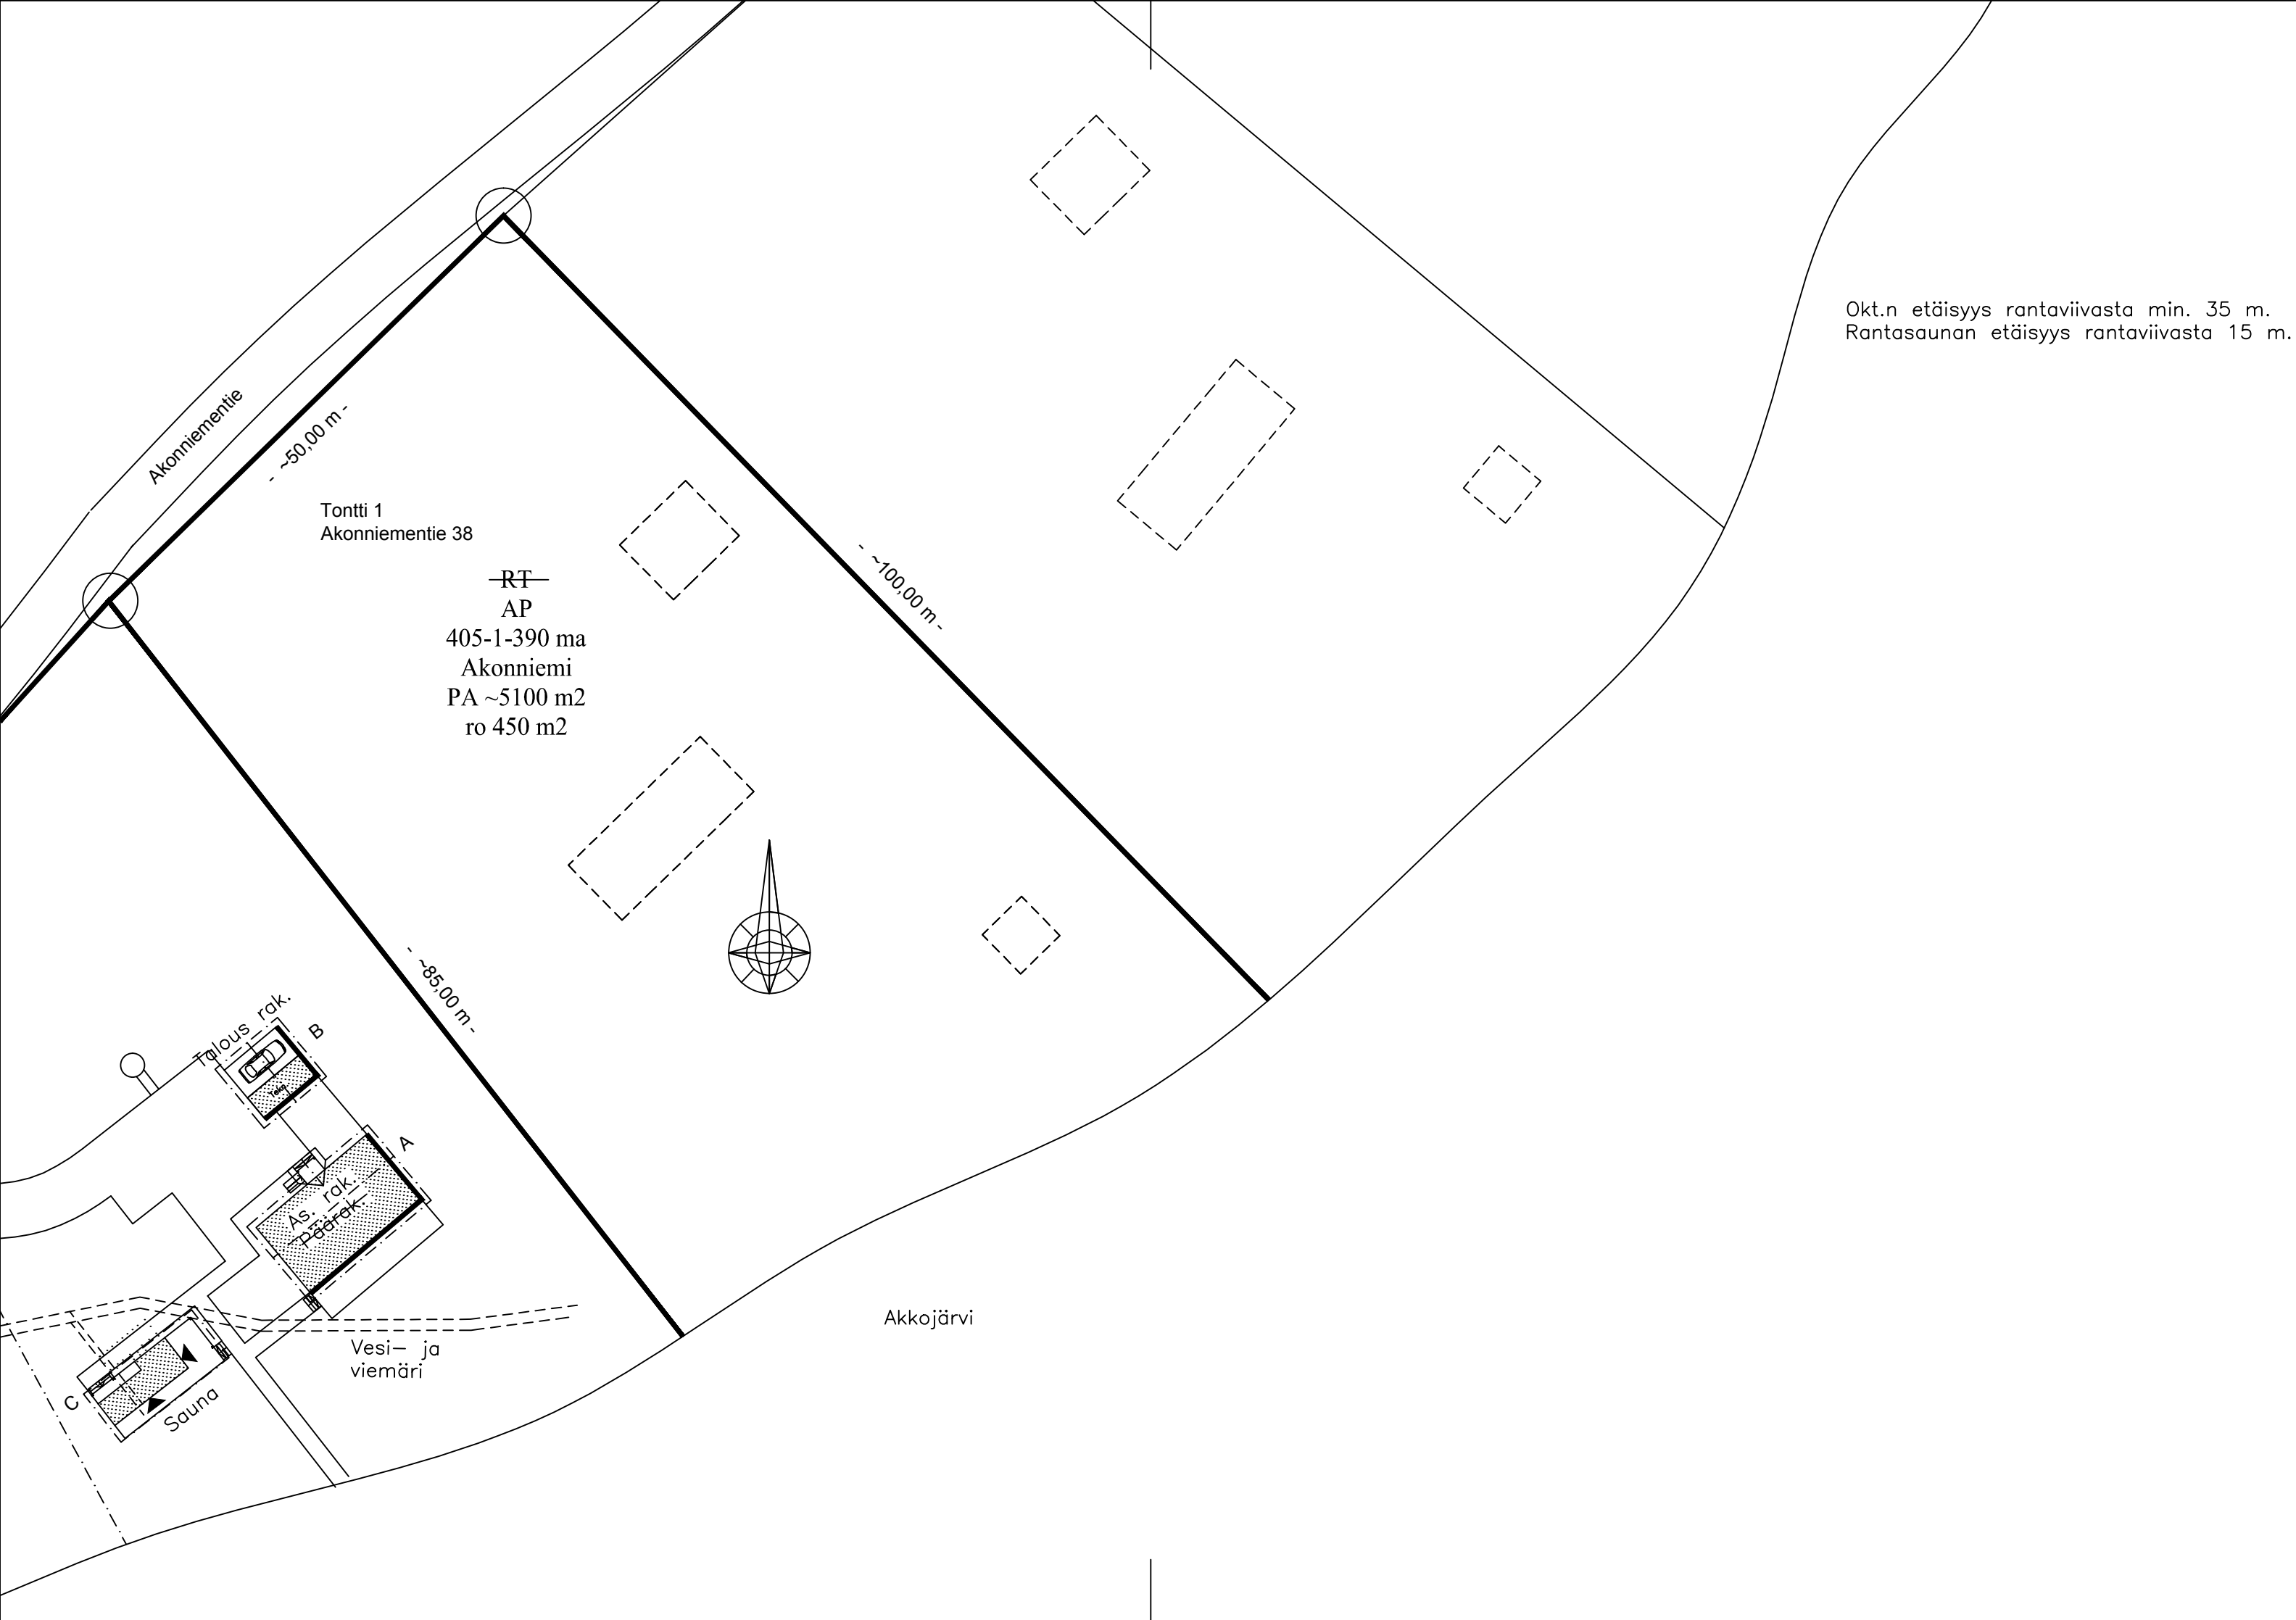 Okt.n etäisyys rantaviivasta min. 35 m.
Rantasaunan etäisyys rantaviivasta 15 m.
Akonniementie
- ~50,00 m -
Tontti 1
Akonniementie 38
RT
AP
405-1-390 ma
Akonniemi
PA ~5100 m2
ro 450 m2
- ~100,00 m -
- ~85,00 m -
Talous rak.
B
A
As. rak.
Päärak.
Vesi- ja
viemäri
C
Sauna
Akkojärvi